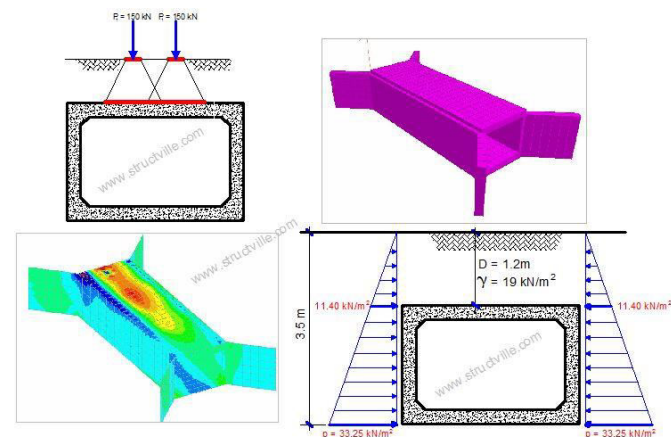 P = 150 kN P = 150 kN
www.structville.com
www.structville.com
D = 1.2m
γ = 19 kN/m²
11.40 kN/m²
11.40 kN/m²
3.5 m
www.structville.com
p = 33.25 kN/m²
p = 33.25 kN/m²